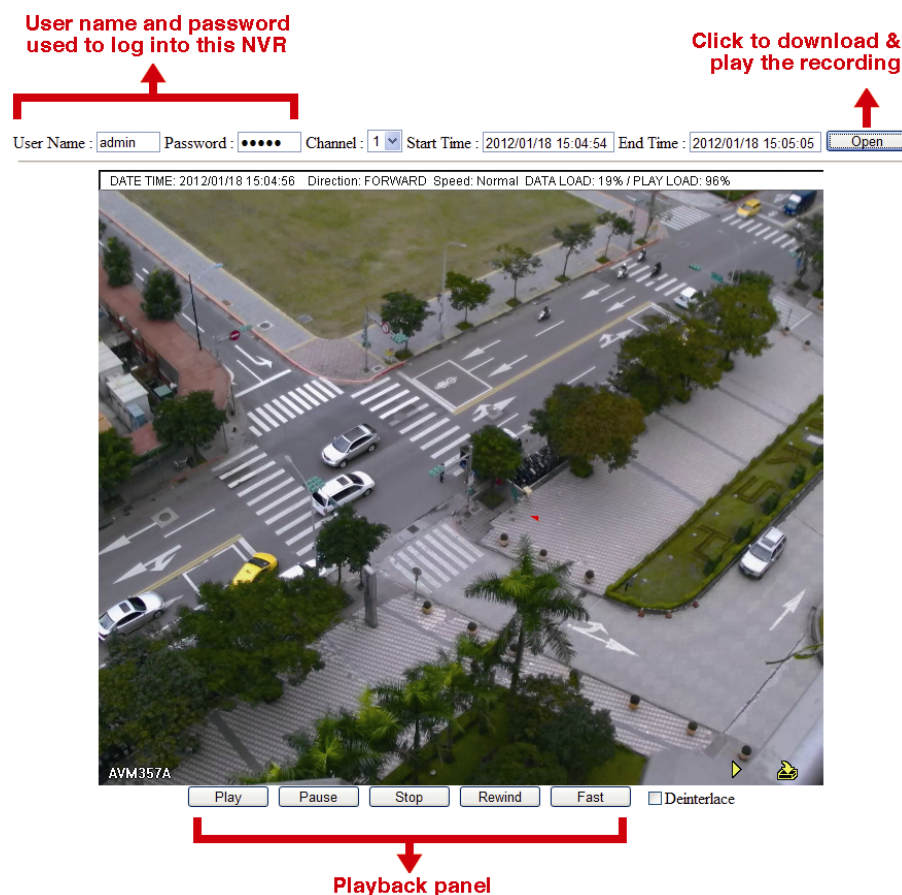 User name and password
used to log into this NVR
Click to download &
play the recording
User Name : admin Password : ●●●●● Channel : 1 Start Time : 2012/01/18 15:04:54 End Time : 2012/01/18 15:05:05 Open
DATE TIME: 2012/01/18 15:04:56 Direction: FORWARD Speed: Normal DATA LOAD: 19% / PLAY LOAD: 96%
AVM357A
Play Pause Stop Rewind Fast Deinterlace
Playback panel